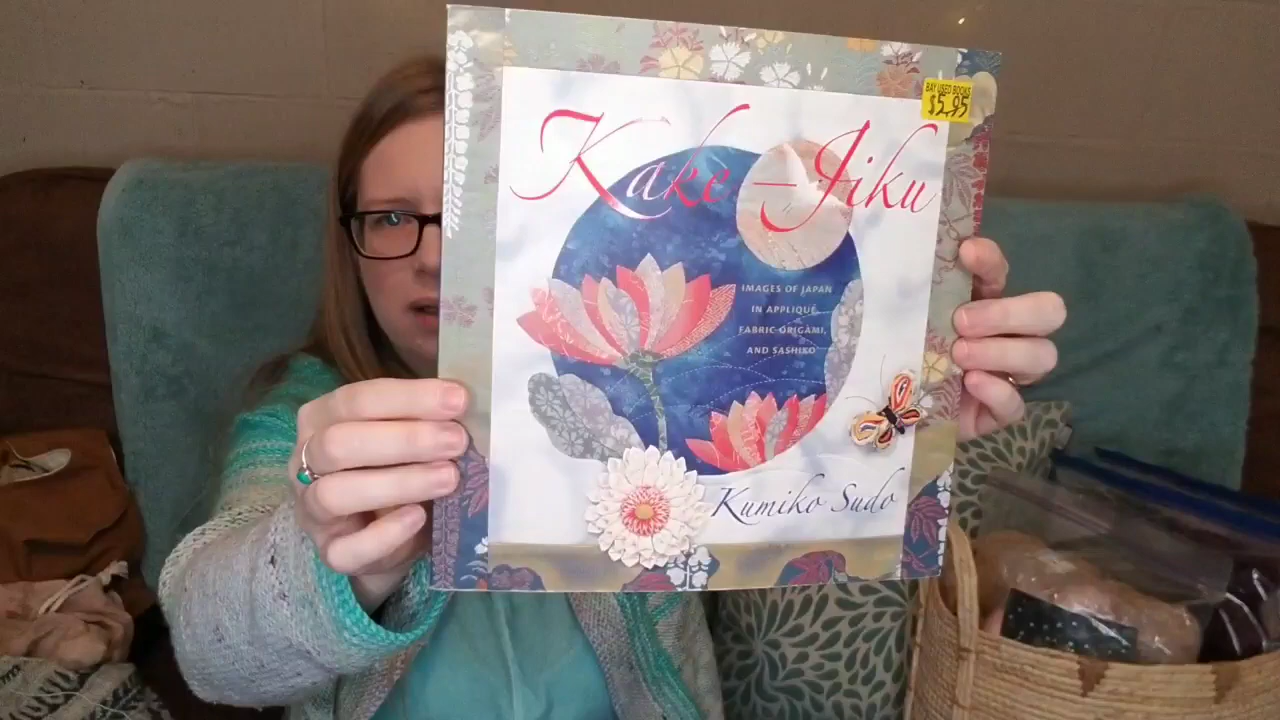 BAY USED BOOKS
$5.95
Kake-Jiku
IMAGES OF JAPAN
IN APPLIQUÉ,
FABRIC ORIGAMI,
AND SASHIKO
Kumiko Sudo